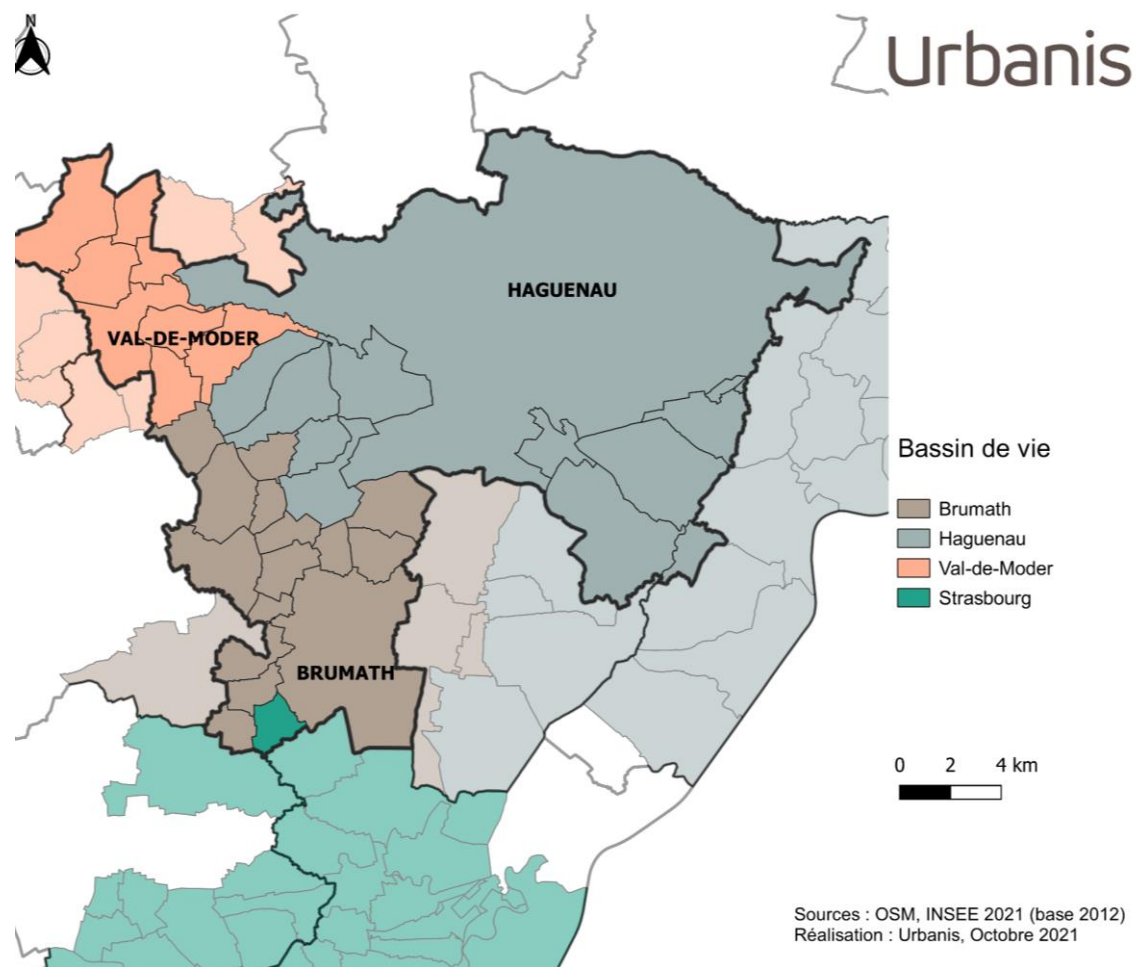 N
Urbanis
HAGUENAU
VAL-DE-MODER
BRUMATH
Bassin de vie
Brumath
Haguenau
Val-de-Moder
Strasbourg
0 2 4 km
Sources : OSM, INSEE 2021 (base 2012)
Réalisation : Urbanis, Octobre 2021